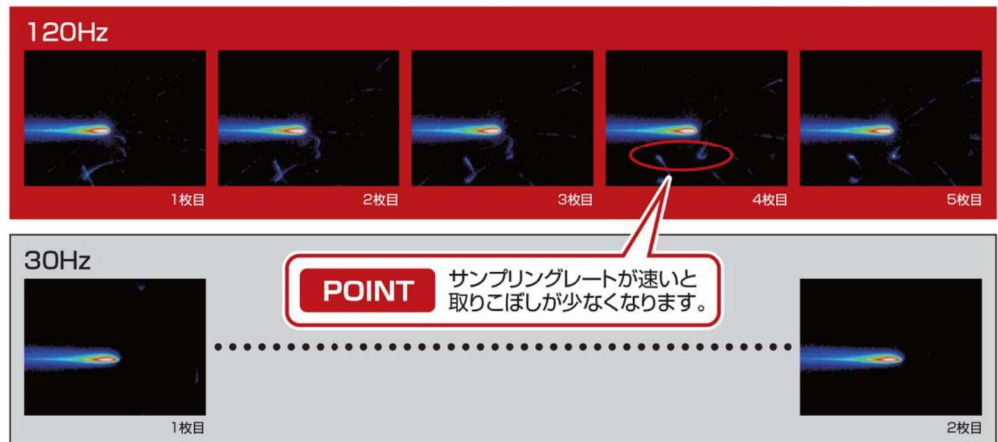 120Hz
1枚目
2枚目
3枚目
4枚目
5枚目
30Hz
POINT
サンプリングレートが速いと
取りこぼしが少なくなります。
1枚目
2枚目